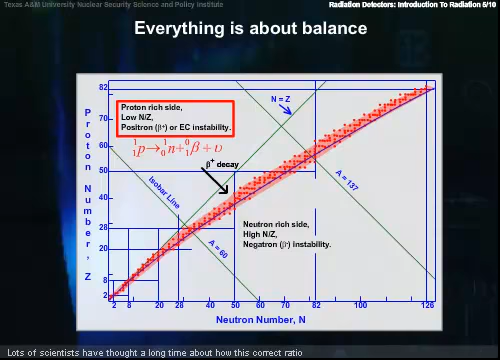 Texas A&M University Nuclear Security Science and Policy Institute
Radiation Detectors: Introduction To Radiation 5/10
Everything is about balance
82
70
60
50
40
28
20
8
2
Proton Number, Z
Proton rich side,
Low N/Z,
Positron (β⁺) or EC instability.
¹₁p→¹₀n+⁰₁β+υ
β⁺ decay
N = Z
Isobar Line
A = 137
A = 60
Neutron rich side,
High N/Z,
Negatron (β⁻) instability.
2 8 20 28 40 50 60 70 82 100 126
Neutron Number, N
Lots of scientists have thought a long time about how this correct ratio